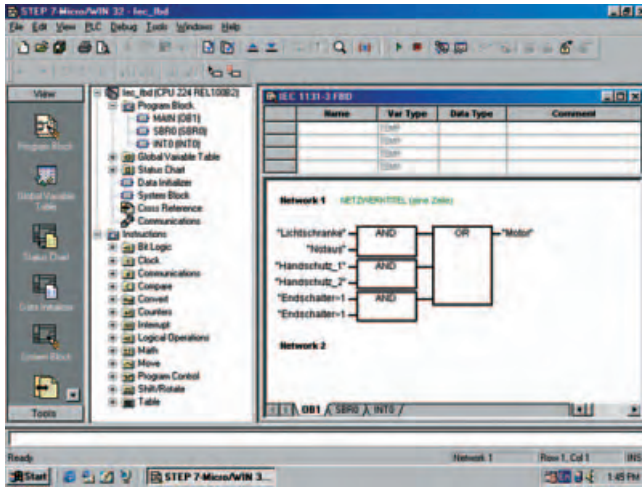 STEP 7-Micro/WIN 32 - Iec_fbd
File Edit View PLC Debug Tools Windows Help
View
Program Block
Global Variable
Table
Status Chart
Data Initializer
System Block
Tools
Iec_fbd (CPU 224 REL100B2)
Program Block
MAIN (OB1)
SBR0 (SBR0)
INT0 (INT0)
Global Variable Table
Status Chart
Data Initializer
System Block
Cross Reference
Communications
Instructions
Bit Logic
Clock
Communications
Compare
Convert
Counters
Interrupt
Logical Operations
Math
Move
Program Control
Shift/Rotate
Table
IEC 1131-3 FBD
Name Var Type Data Type Comment
TEMP
TEMP
TEMP
TEMP
Network 1 NETZWERKTITEL (eine Zeile)
"Lichtschranke" AND OR "Motor"
"Notaus"
"Handschutz_1" AND
"Handschutz_2"
"Endschalter~1 AND
"Endschalter~1
Network 2
OB1 SBR0 INT0
Ready Network 1 Row 1, Col 1 INS
Start STEP 7-Micro/WIN 3... 1:45 PM